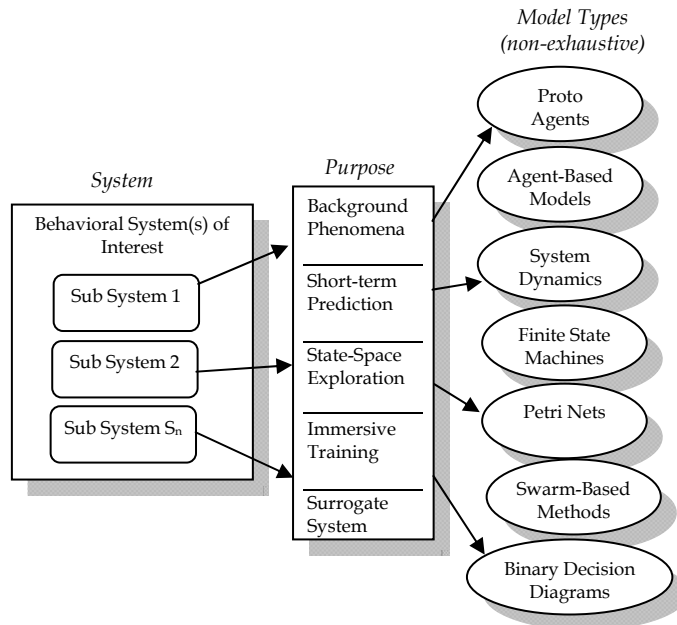 Model Types
(non-exhaustive)
Proto
Agents
Purpose
System
Agent-Based
Models
Behavioral System(s) of
Interest
Background
Phenomena
System
Dynamics
Sub System 1
Short-term
Prediction
Finite State
Machines
Sub System 2
State-Space
Exploration
Petri Nets
Sub System Sn
Immersive
Training
Swarm-Based
Methods
Surrogate
System
Binary Decision
Diagrams